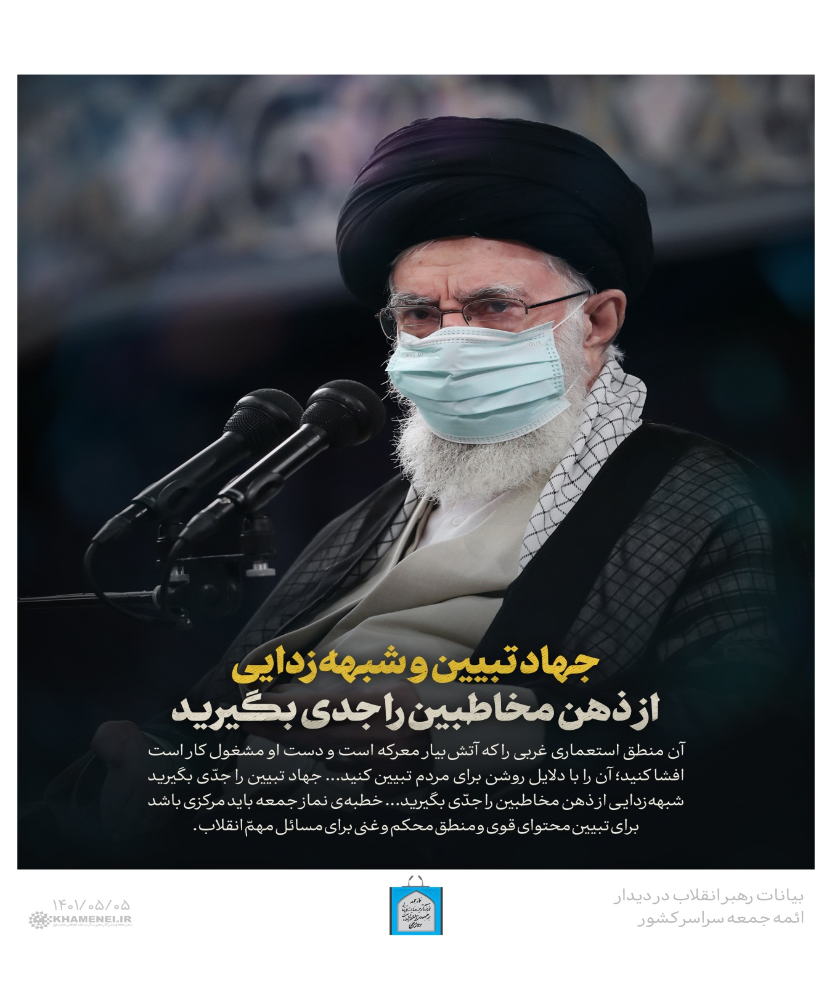 جهاد تبیین و شبهه‌زدایی
از ذهن مخاطبین را جدی بگیرید
آن منطق استعماری غربی را که آتش‌بیار معرکه است و دست او مشغول کار است
افشا کنید؛ آن را با دلایل روشن برای مردم تبیین کنید... جهاد تبیین را جدّی بگیرید
شبهه‌زدایی از ذهن مخاطبین را جدّی بگیرید... خطبه‌ی نماز جمعه باید مرکزی باشد
برای تبیین محتوای قوی و منطق محکم و غنی برای مسائل مهمّ انقلاب.
بیانات رهبر انقلاب در دیدار
ائمه جمعه سراسر کشور
نماز جمعه
۱۴۰۱/۰۵/۰۵
KHAMENEI.IR
OUT